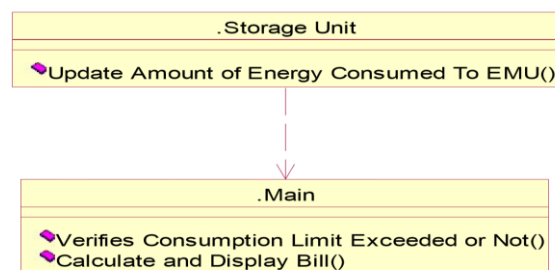 .Storage Unit
Update Amount of Energy Consumed To EMU()
.Main
Verifies Consumption Limit Exceeded or Not()
Calculate and Display Bill()